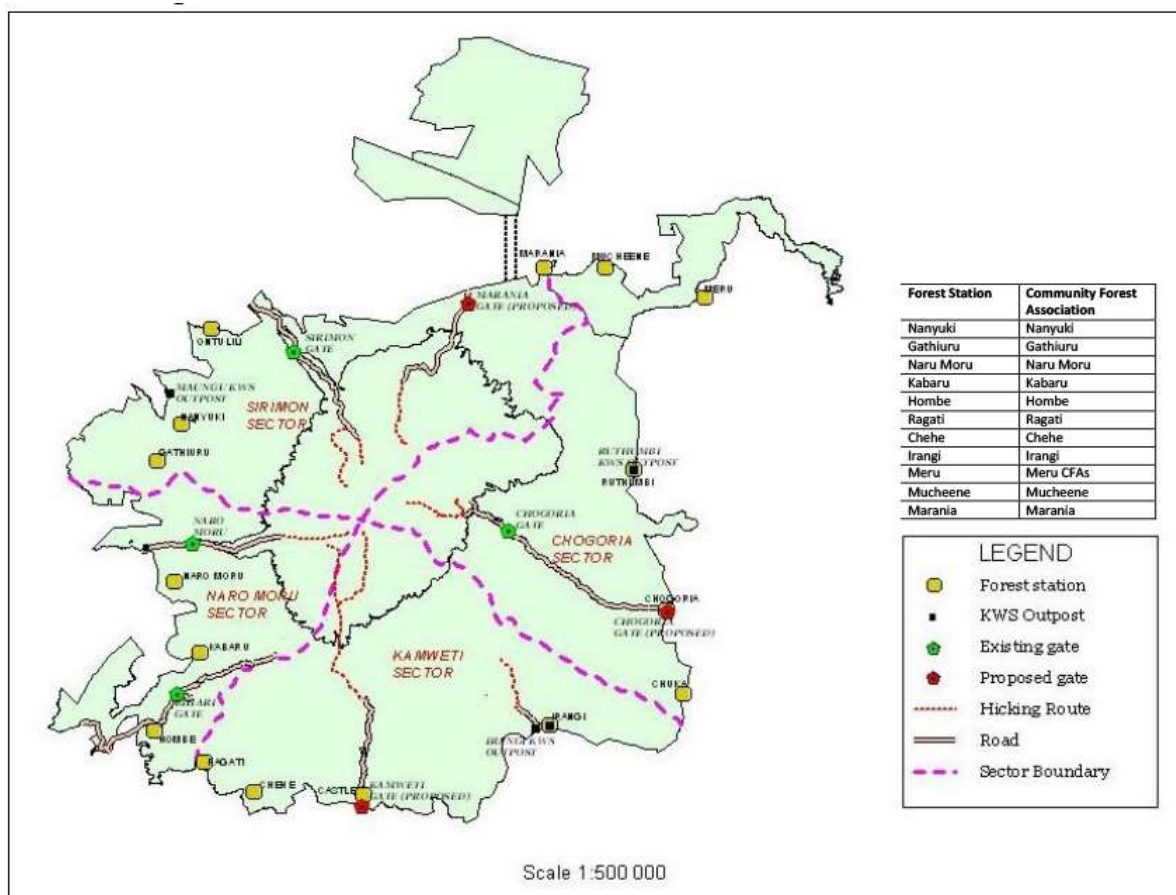 MARANIA
MUCHEENE
MERU
MARANIA
GATE (PROPOSED)
SIRIMON
GATE
ONTULILI
MAUNGU KWS
OUTPOST
NANYUKI
SIRIMON
SECTOR
GATHIURU
RUTHUMBI
KWS OUTPOST
RUTHUMBI
NARO
MORU
CHOGORIA
GATE
CHOGORIA
SECTOR
NARO MORU
NARO MORU
SECTOR
CHOGORIA
CHOGORIA
GATE (PROPOSED)
KABARU
KAMWETI
SECTOR
CHUKA
GATE
HOMBE
IRANGI
IRANGI KWS
OUTPOST
RAGATI
CHEHE
CASTLE
KAMWETI
GATE (PROPOSED)
Scale 1:500 000
Forest Station Community Forest
Association
Nanyuki Nanyuki
Gathiuru Gathiuru
Naru Moru Naru Moru
Kabaru Kabaru
Hombe Hombe
Ragati Ragati
Chehe Chehe
Irangi Irangi
Meru Meru CFAs
Mucheene Mucheene
Marania Marania
LEGEND
Forest station
KWS Outpost
Existing gate
Proposed gate
Hicking Route
Road
Sector Boundary